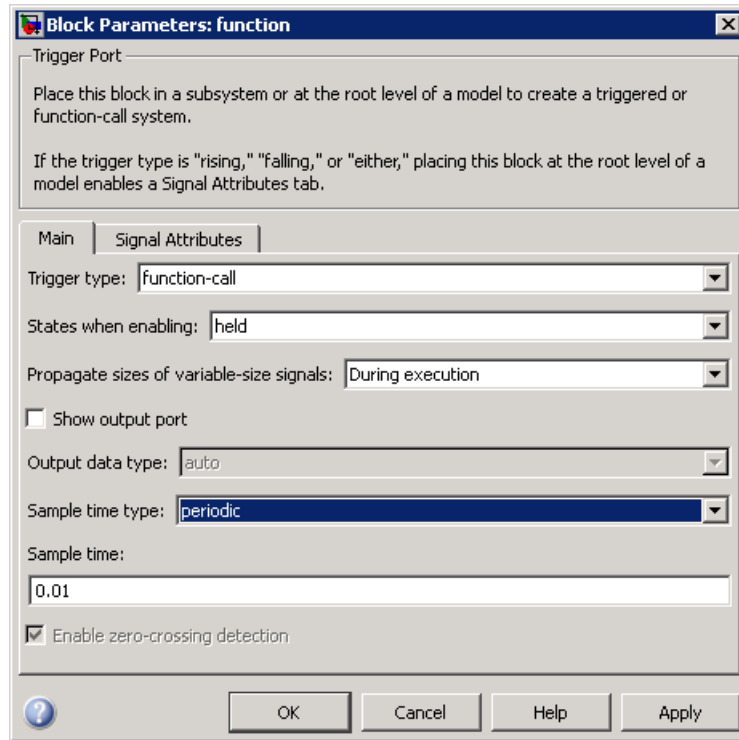 Block Parameters: function
Trigger Port
Place this block in a subsystem or at the root level of a model to create a triggered or
function-call system.
If the trigger type is "rising," "falling," or "either," placing this block at the root level of a
model enables a Signal Attributes tab.
Main Signal Attributes
Trigger type: function-call
States when enabling: held
Propagate sizes of variable-size signals: During execution
Show output port
Output data type: auto
Sample time type: periodic
Sample time:
0.01
Enable zero-crossing detection
OK Cancel Help Apply